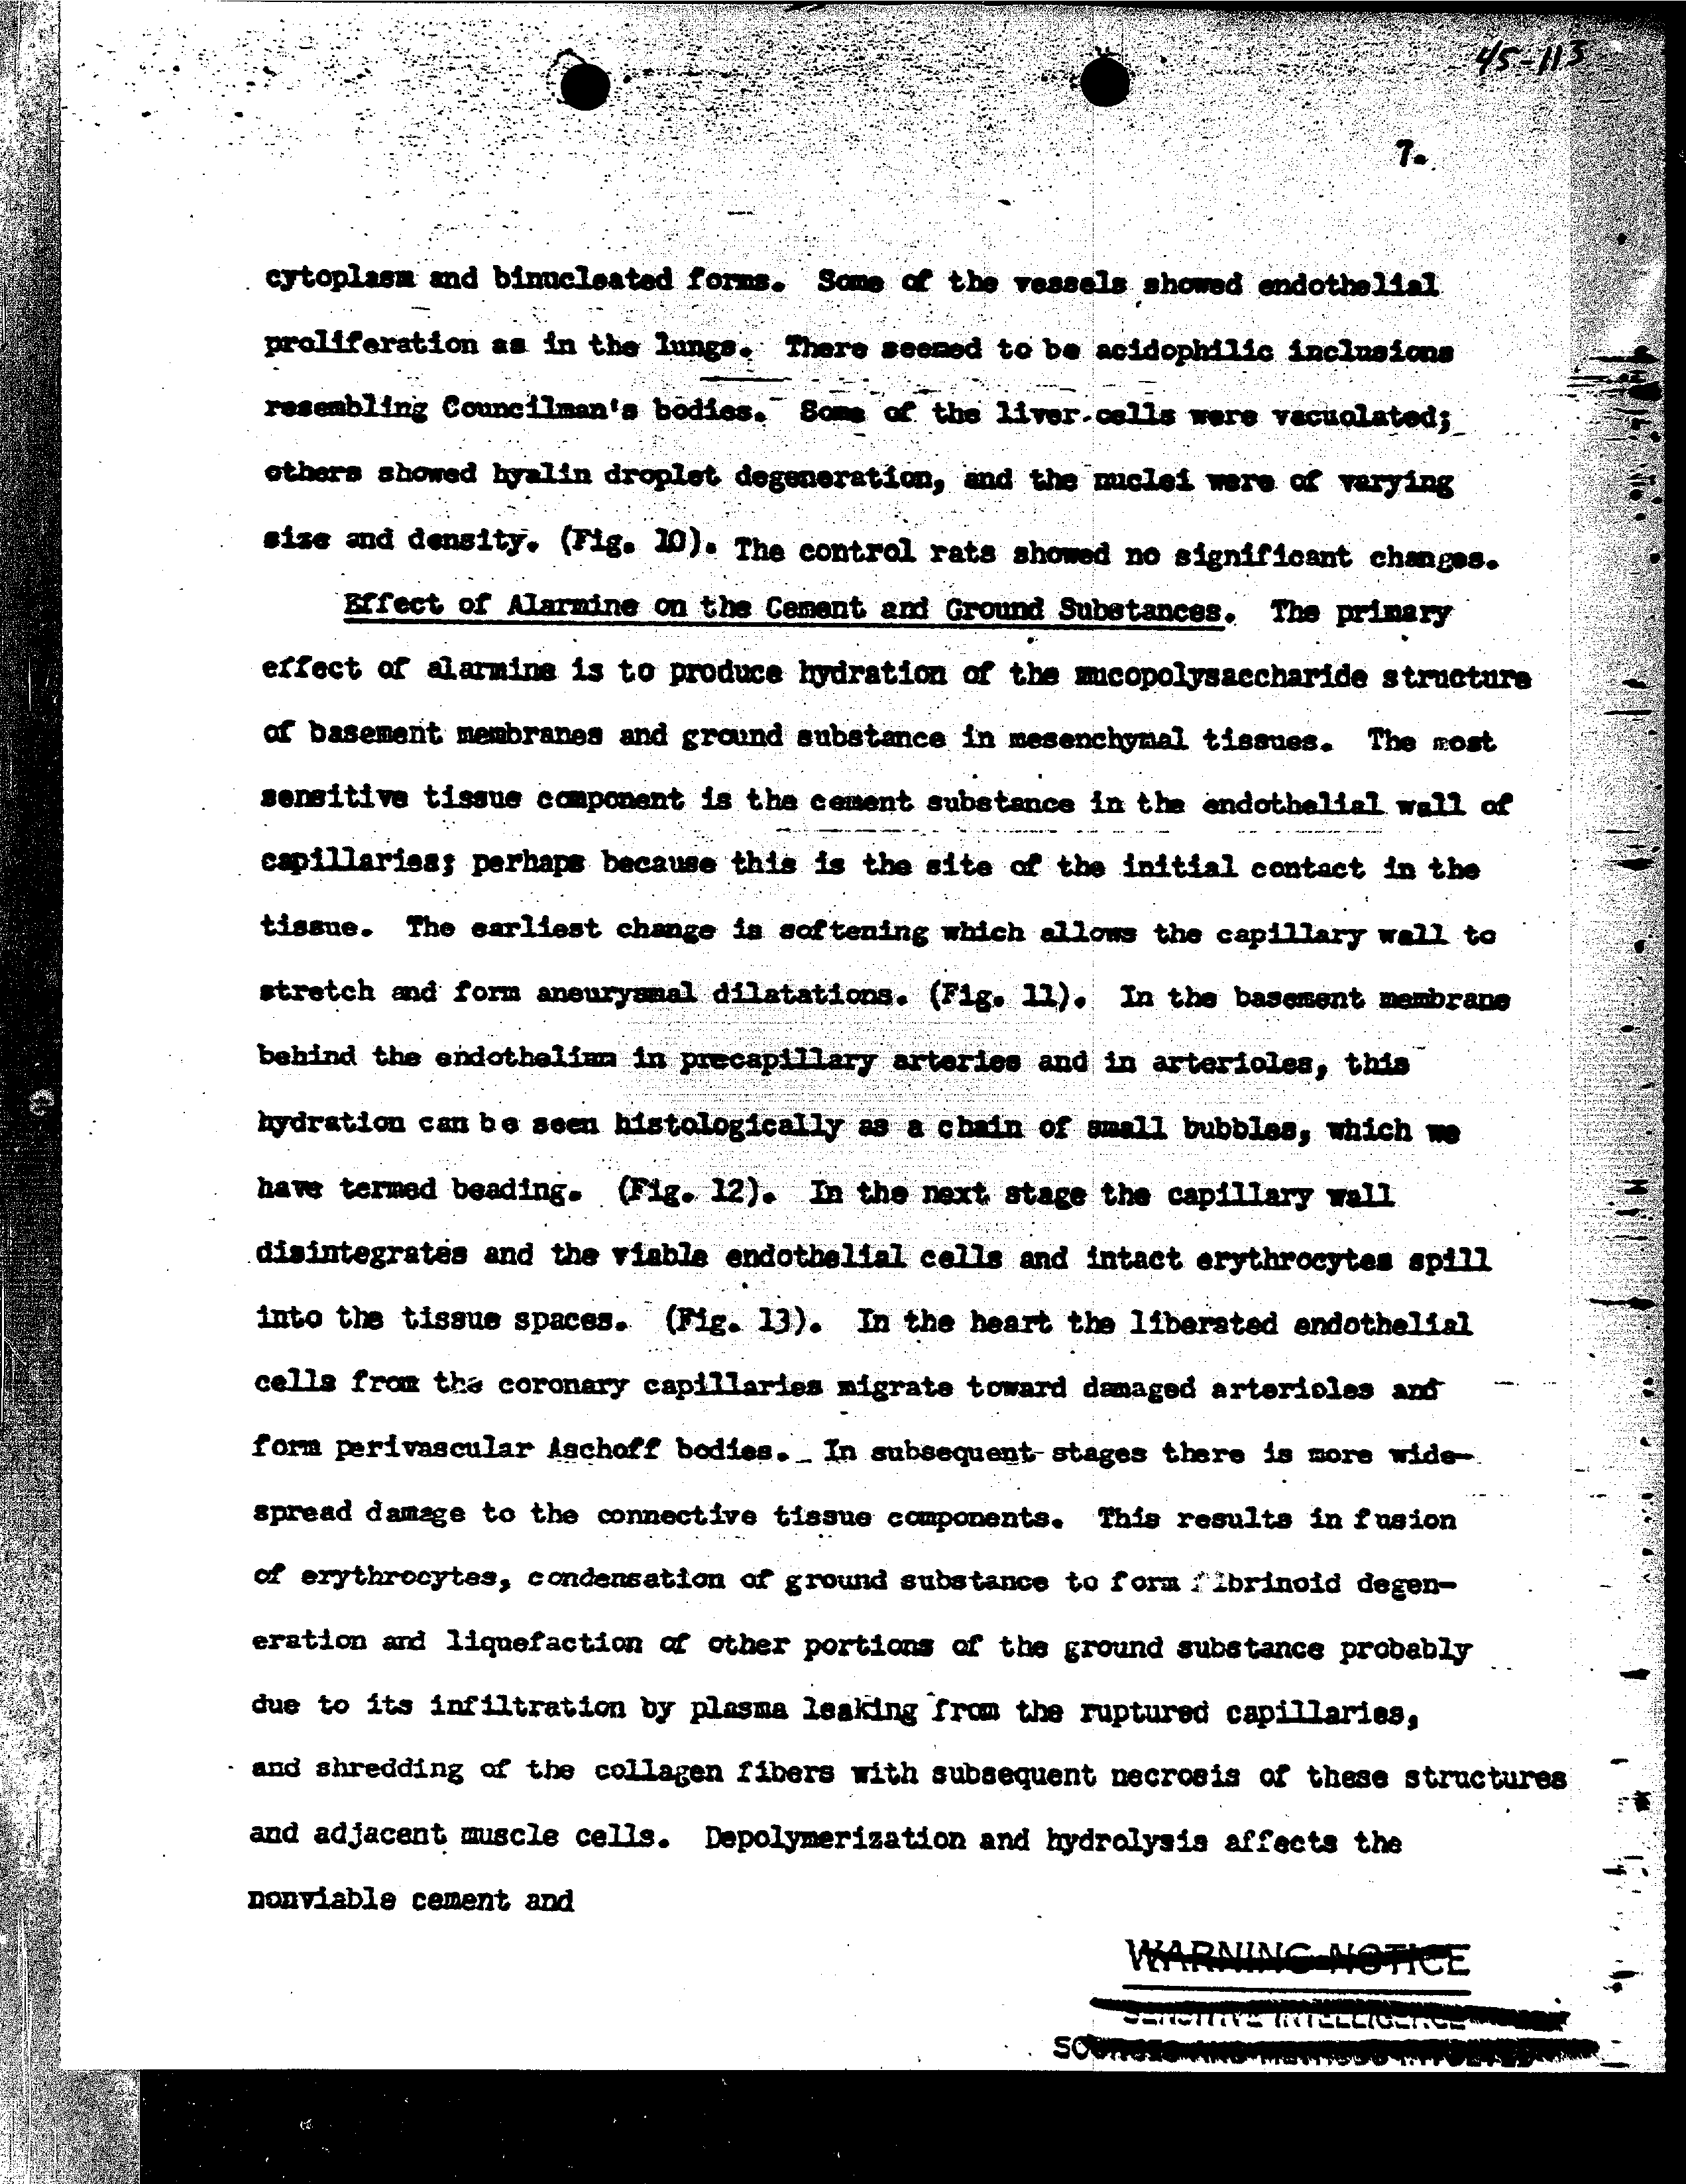 45-113
7.
cytoplasm and binucleated forms. Some of the vessels showed endothelial
proliferation as in the lungs. There seemed to be acidophilic inclusions
resembling Councilman's bodies. Some of the liver cells were vacuolated;
others showed hyalin droplet degeneration, and the nuclei were of varying
size and density. (Fig. 10). The control rats showed no significant changes.
Effect of Alarmine on the Cement and Ground Substances. The primary
effect of alarmine is to produce hydration of the mucopolysaccharide structure
of basement membranes and ground substance in mesenchymal tissues. The most
sensitive tissue component is the cement substance in the endothelial wall of
capillaries; perhaps because this is the site of the initial contact in the
tissue. The earliest change is softening which allows the capillary wall to
stretch and form aneurysmal dilatations. (Fig. 11). In the basement membrane
behind the endothelium in precapillary arteries and in arterioles, this
hydration can be seen histologically as a chain of small bubbles, which we
have termed beading. (Fig. 12). In the next stage the capillary wall
disintegrates and the viable endothelial cells and intact erythrocytes spill
into the tissue spaces. (Fig. 13). In the heart the liberated endothelial
cells from the coronary capillaries migrate toward damaged arterioles and
form perivascular Aschoff bodies. In subsequent stages there is more wide-
spread damage to the connective tissue components. This results in fusion
of erythrocytes, condensation of ground substance to form fibrinoid degen-
eration and liquefaction of other portions of the ground substance probably
due to its infiltration by plasma leaking from the ruptured capillaries,
and shredding of the collagen fibers with subsequent necrosis of these structures
and adjacent muscle cells. Depolymerization and hydrolysis affects the
nonviable cement and
WARNING NOTICE
SENSITIVE INTELLIGENCE